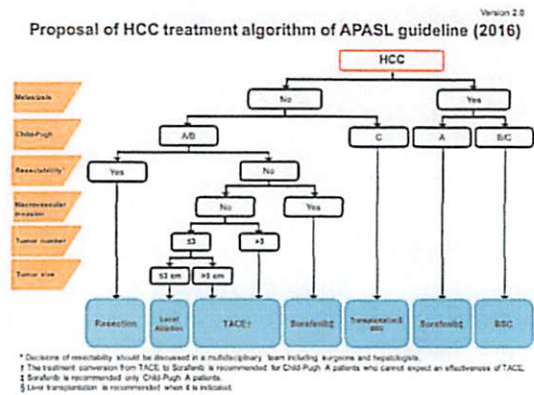 Version 2.0
Proposal of HCC treatment algorithm of APASL guideline (2016)
HCC
Metastasis
No
Yes
Child-Pugh
A/B
C
A
B/C
Resectability*
Yes
No
Macrovascular
invasion
No
Yes
Tumor number
≤3
>3
Tumor size
≤3 cm
>3 cm
Resection
Local
Ablation
TACE†
Sorafenib‡
Transplantation§
BSC
Sorafenib‡
BSC
* Decisions of resectability should be discussed in a multidiciplinary team including surgeons and hepatologists.
† The treatment conversion from TACE to Sorafenib is recommended for Child-Pugh A patients who cannot expect an effectiveness of TACE.
‡ Sorafenib is recommended only Child-Pugh A patients.
§ Liver transplantation is recommended when it is indicated.